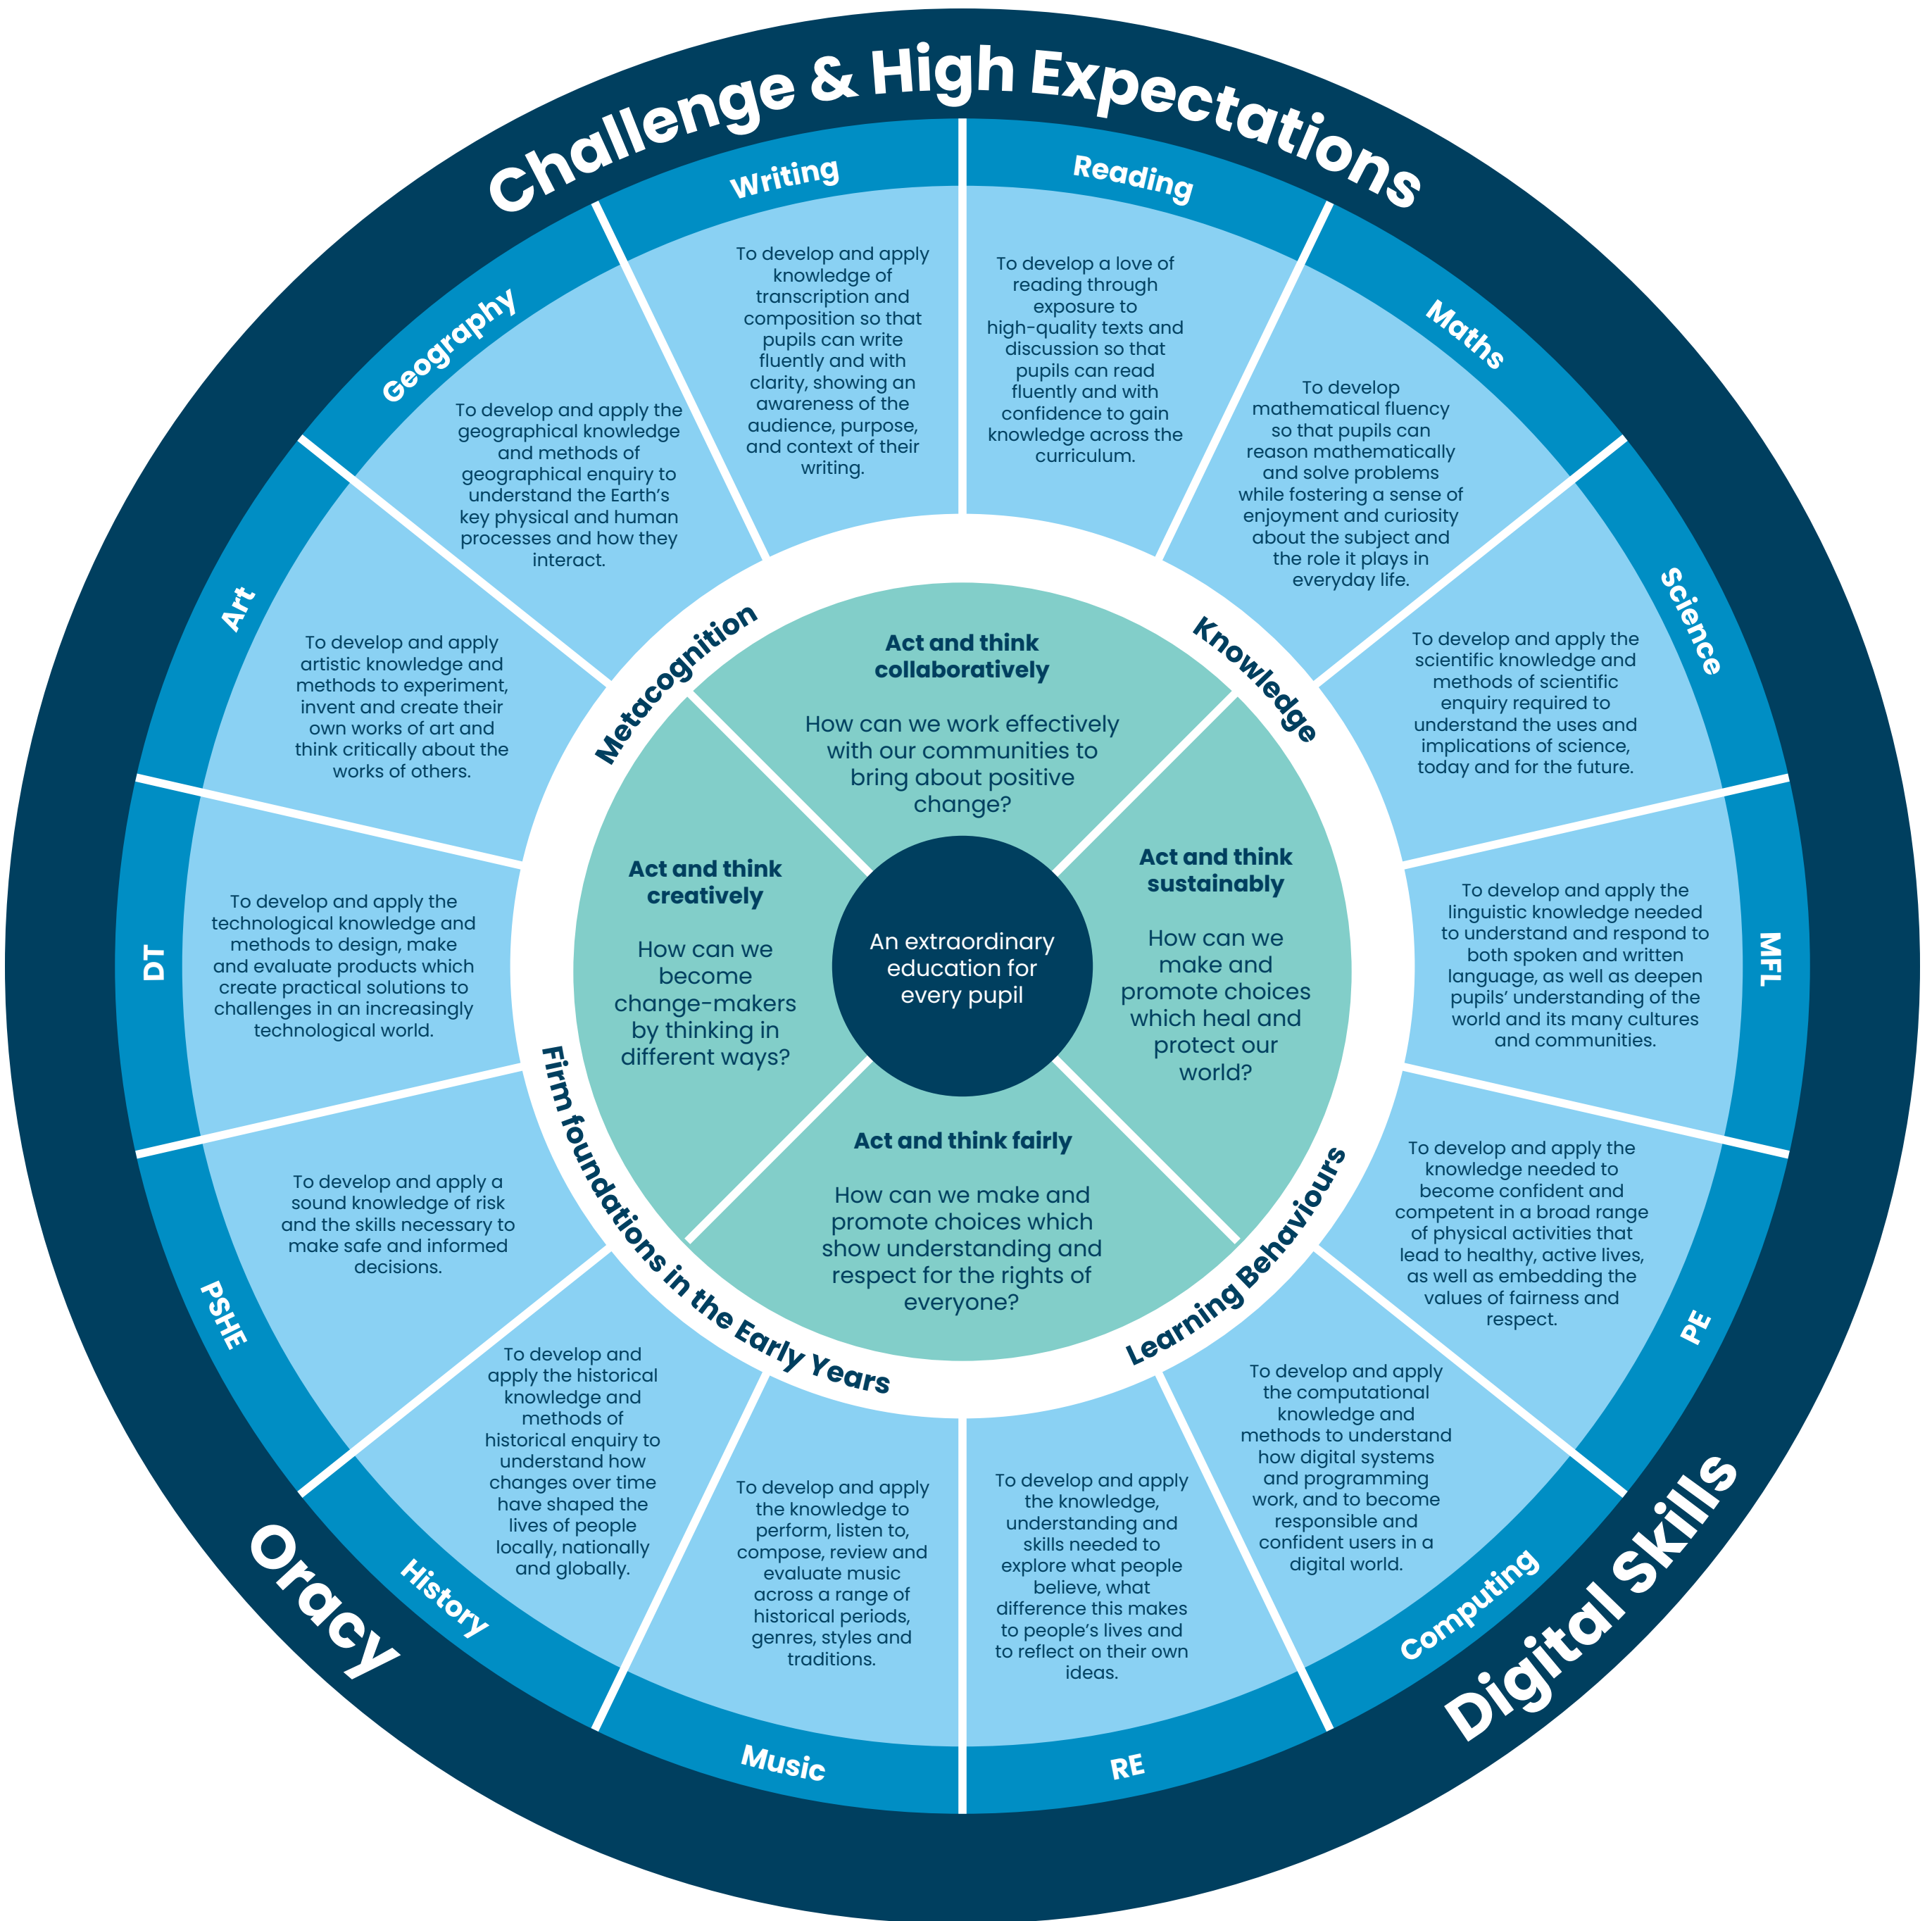 Challenge & High Expectations
Writing
To develop and apply
knowledge of
transcription and
composition so that
pupils can write
fluently and with
clarity, showing an
awareness of the
audience, purpose,
and context of their
writing.
Reading
To develop a love of
reading through
exposure to
high-quality texts and
discussion so that
pupils can read
fluently and with
confidence to gain
knowledge across the
curriculum.
Maths
To develop
mathematical fluency
so that pupils can
reason mathematically
and solve problems
while fostering a sense of
enjoyment and curiosity
about the subject and
the role it plays in
everyday life.
Science
To develop and apply the
scientific knowledge and
methods of scientific
enquiry required to
understand the uses and
implications of science,
today and for the future.
MFL
To develop and apply the
linguistic knowledge needed
to understand and respond to
both spoken and written
language, as well as deepen
pupils’ understanding of the
world and its many cultures
and communities.
PE
To develop and apply the
knowledge needed to
become confident and
competent in a broad range
of physical activities that
lead to healthy, active lives,
as well as embedding the
values of fairness and
respect.
Computing
To develop and apply
the computational
knowledge and
methods to understand
how digital systems
and programming
work, and to become
responsible and
confident users in a
digital world.
RE
To develop and apply
the knowledge,
understanding and
skills needed to
explore what people
believe, what
difference this makes
to people’s lives and
to reflect on their own
ideas.
Music
To develop and apply
the knowledge to
perform, listen to,
compose, review and
evaluate music
across a range of
historical periods,
genres, styles and
traditions.
History
To develop and
apply the historical
knowledge and
methods of
historical enquiry to
understand how
changes over time
have shaped the
lives of people
locally, nationally
and globally.
PSHE
To develop and apply a
sound knowledge of risk
and the skills necessary to
make safe and informed
decisions.
DT
To develop and apply the
technological knowledge and
methods to design, make
and evaluate products which
create practical solutions to
challenges in an increasingly
technological world.
Art
To develop and apply
artistic knowledge and
methods to experiment,
invent and create their
own works of art and
think critically about the
works of others.
Geography
To develop and apply the
geographical knowledge
and methods of
geographical enquiry to
understand the Earth’s
key physical and human
processes and how they
interact.
Metacognition
Knowledge
Learning Behaviours
Firm foundations in the Early Years
Act and think
collaboratively
How can we work effectively
with our communities to
bring about positive
change?
Act and think
sustainably
How can we
make and
promote choices
which heal and
protect our
world?
Act and think fairly
How can we make and
promote choices which
show understanding and
respect for the rights of
everyone?
Act and think
creatively
How can we
become
change-makers
by thinking in
different ways?
An extraordinary
education for
every pupil
Oracy
Digital Skills